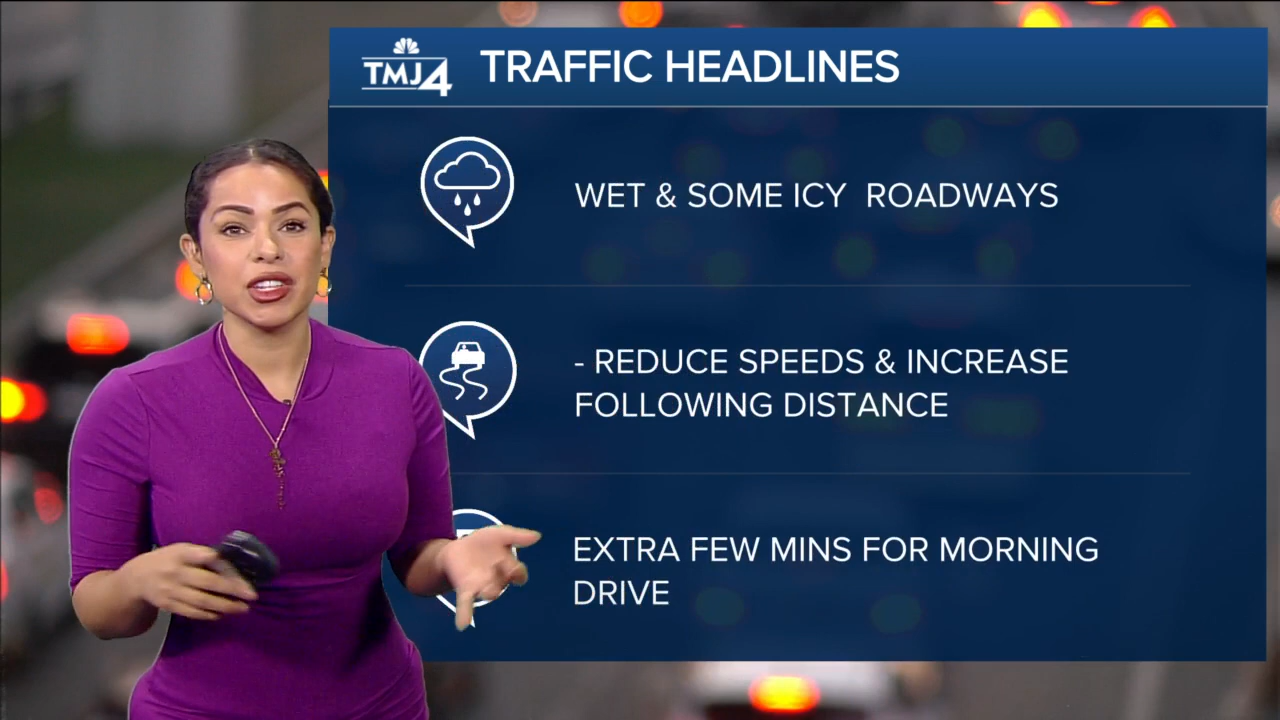 TMJ4 TRAFFIC HEADLINES
WET & SOME ICY ROADWAYS
- REDUCE SPEEDS & INCREASE
FOLLOWING DISTANCE
EXTRA FEW MINS FOR MORNING
DRIVE